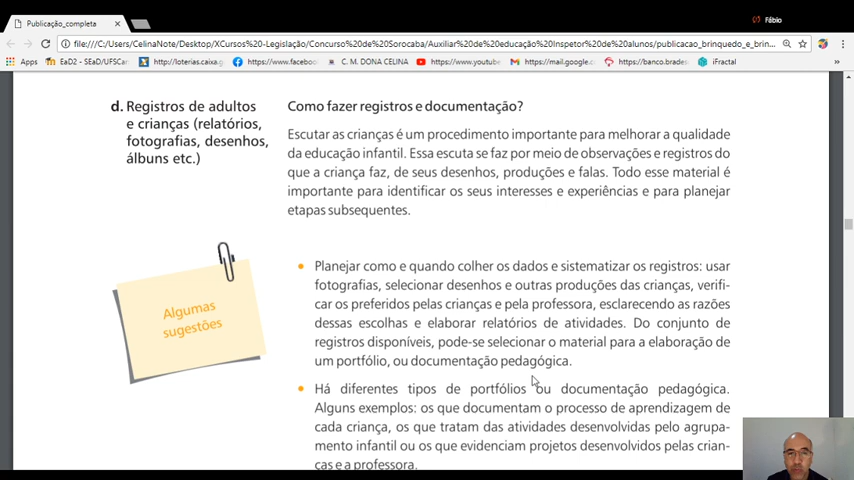 Publicação_completa
Fábio
file:///C:/Users/CelinaNote/Desktop/XCursos%20-Legislação/Concurso%20de%20Sorocaba/Auxiliar%20de%20educação%20Inspetor%20de%20alunos/publicacao_brinquedo_e_brin...
Apps
EaD2 - SEaD/UFSCar
http://loterias.caixa.g
https://www.facebo
C. M. DONA CELINA
https://www.youtube
https://mail.google.c
https://banco.brade
iFractal
»
d. Registros de adultos
e crianças (relatórios,
fotografias, desenhos,
álbuns etc.)
Como fazer registros e documentação?
Escutar as crianças é um procedimento importante para melhorar a qualidade
da educação infantil. Essa escuta se faz por meio de observações e registros do
que a criança faz, de seus desenhos, produções e falas. Todo esse material é
importante para identificar os seus interesses e experiências e para planejar
etapas subsequentes.
Algumas
sugestões
• Planejar como e quando colher os dados e sistematizar os registros: usar
fotografias, selecionar desenhos e outras produções das crianças, verifi-
car os preferidos pelas crianças e pela professora, esclarecendo as razões
dessas escolhas e elaborar relatórios de atividades. Do conjunto de
registros disponíveis, pode-se selecionar o material para a elaboração de
um portfólio, ou documentação pedagógica.
• Há diferentes tipos de portfólios ou documentação pedagógica.
Alguns exemplos: os que documentam o processo de aprendizagem de
cada criança, os que tratam das atividades desenvolvidas pelo agrupa-
mento infantil ou os que evidenciam projetos desenvolvidos pelas crian-
ças e a professora.